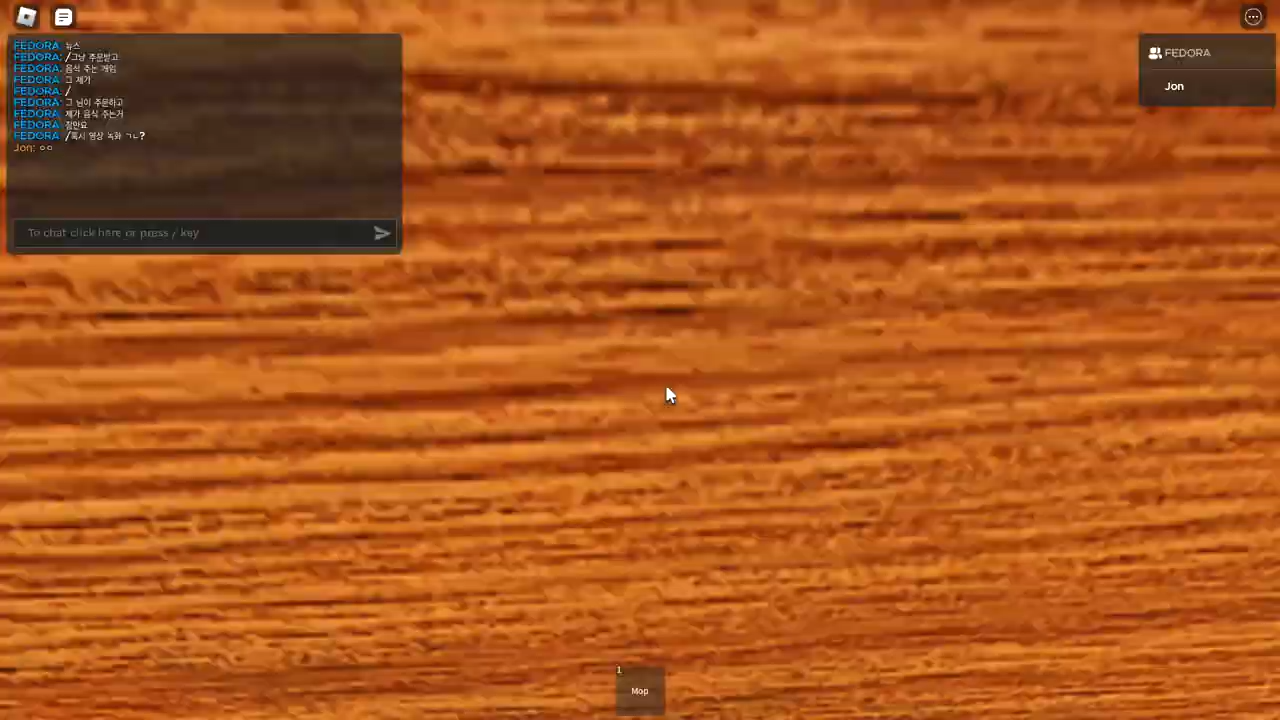 FEDORA: 뉴스
FEDORA: /그냥 주문받고
FEDORA: 음식 주는 게임
FEDORA: 그 제가
FEDORA: /
FEDORA: 그 님이 주문하고
FEDORA: 제가 음식 주는거
FEDORA: 잠만요
FEDORA: /혹시 영상 녹화 ㄱㄴ?
Jon: ㅇㅇ
To chat click here or press / key
FEDORA
Jon
1
Mop